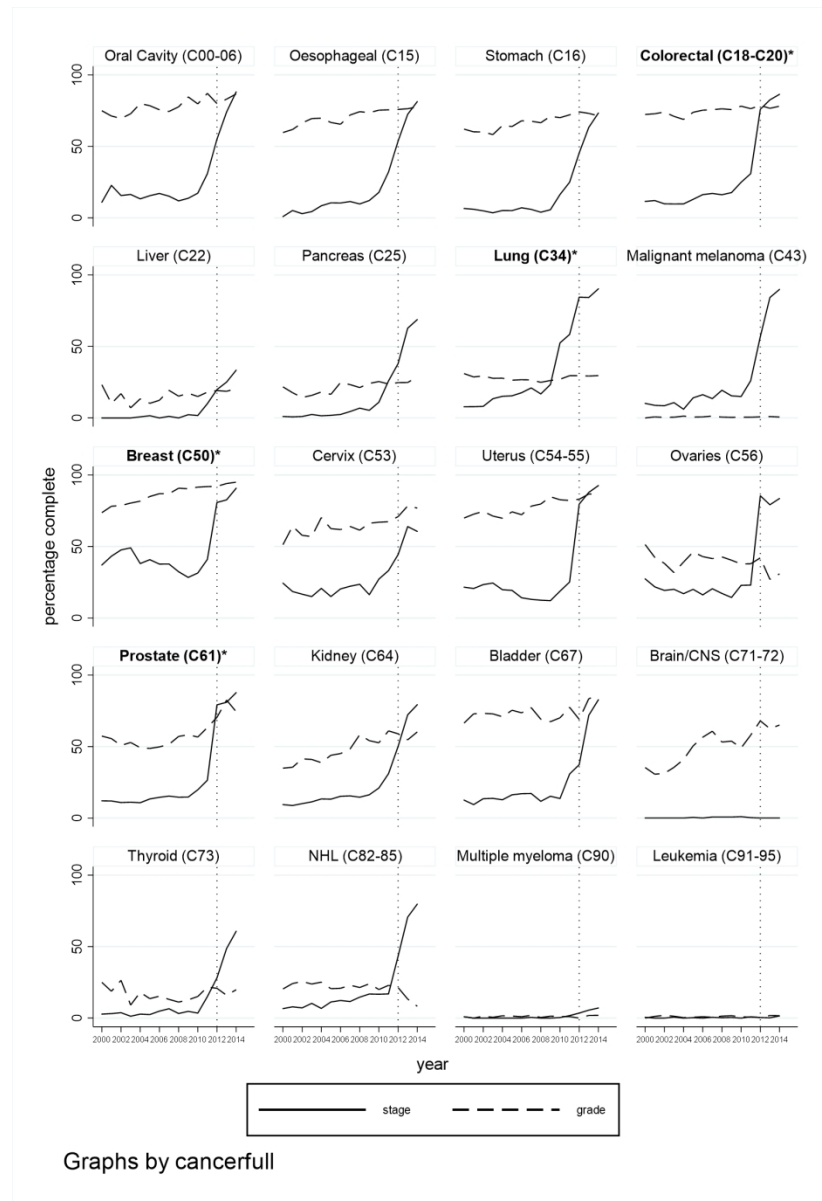 Oral Cavity (C00-06) Oesophageal (C15) Stomach (C16) Colorectal (C18-C20)*
100
50
0
Liver (C22) Pancreas (C25) Lung (C34)* Malignant melanoma (C43)
100
50
0
Breast (C50)* Cervix (C53) Uterus (C54-55) Ovaries (C56)
100
50
0
percentage complete
Prostate (C61)* Kidney (C64) Bladder (C67) Brain/CNS (C71-72)
100
50
0
Thyroid (C73) NHL (C82-85) Multiple myeloma (C90) Leukemia (C91-95)
100
50
0
2000 2002 2004 2006 2008 2010 2012 2014 2000 2002 2004 2006 2008 2010 2012 2014 2000 2002 2004 2006 2008 2010 2012 2014 2000 2002 2004 2006 2008 2010 2012 2014
year
stage grade
Graphs by cancerfull